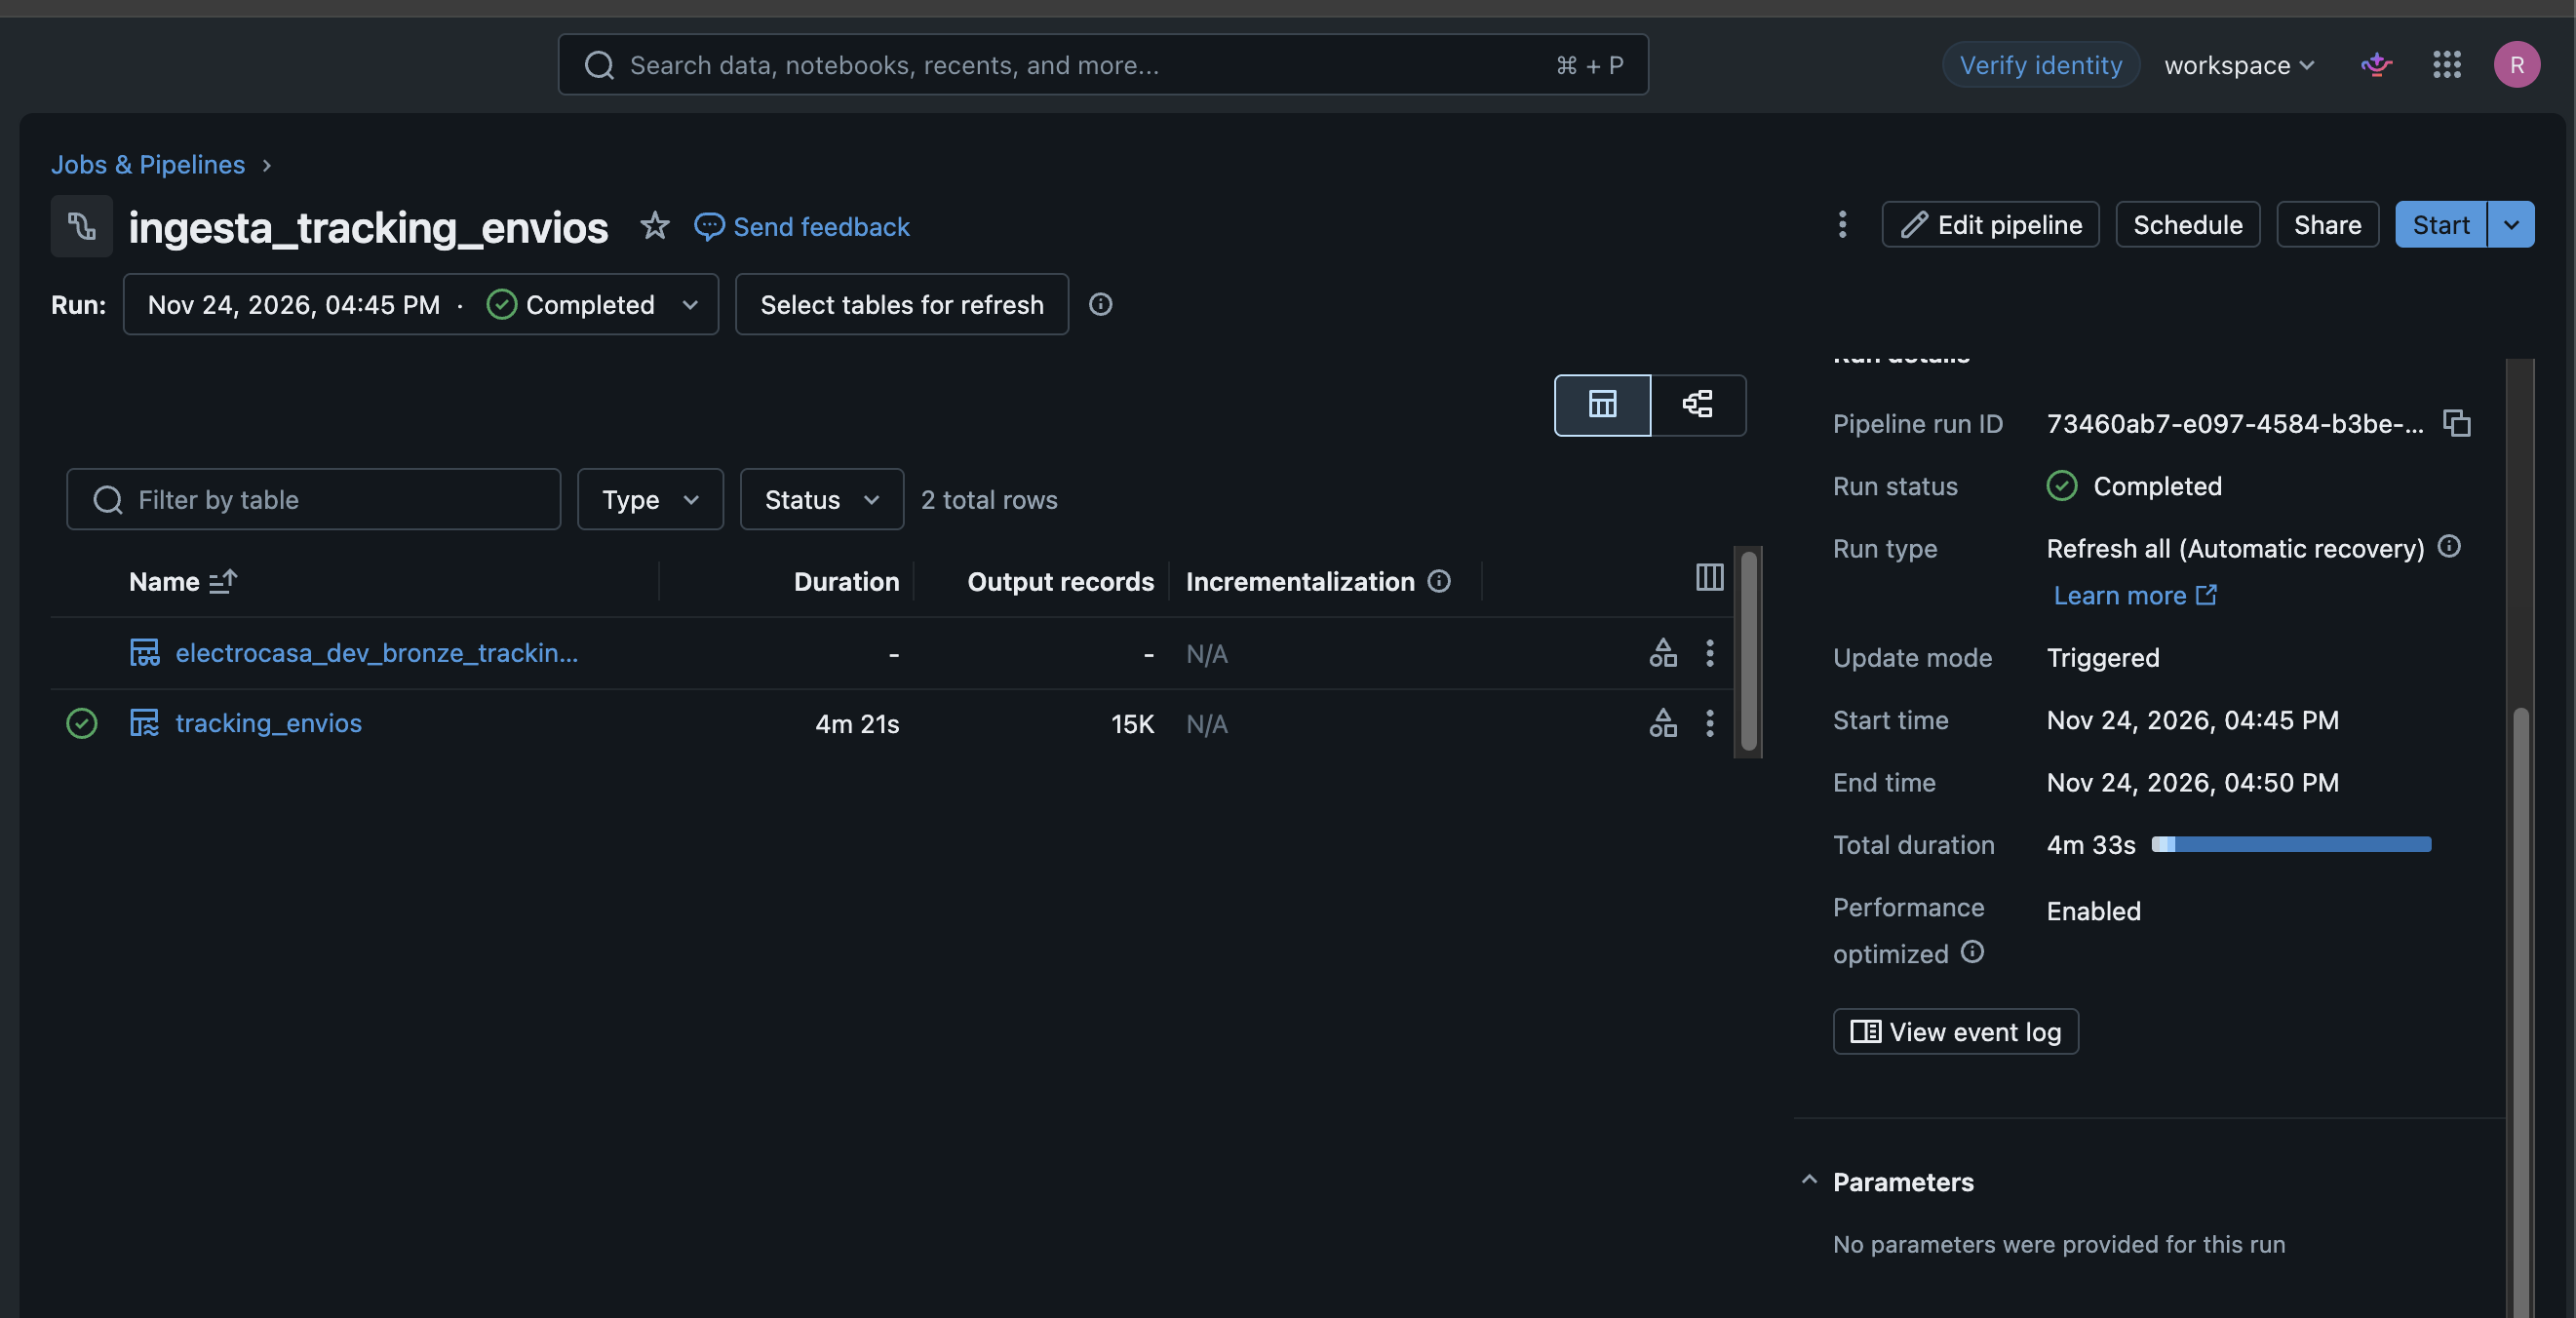 Search data, notebooks, recents, and more...
⌘ + P
Verify identity
workspace
R
Jobs & Pipelines
ingesta_tracking_envios
Send feedback
Edit pipeline
Schedule
Share
Start
Run:
Nov 24, 2026, 04:45 PM · Completed
Select tables for refresh
Run details
Filter by table
Type
Status
2 total rows
Name
Duration
Output records
Incrementalization
electrocasa_dev_bronze_trackin...
-
-
N/A
tracking_envios
4m 21s
15K
N/A
Pipeline run ID
73460ab7-e097-4584-b3be-...
Run status
Completed
Run type
Refresh all (Automatic recovery)
Learn more
Update mode
Triggered
Start time
Nov 24, 2026, 04:45 PM
End time
Nov 24, 2026, 04:50 PM
Total duration
4m 33s
Performance
optimized
Enabled
View event log
Parameters
No parameters were provided for this run